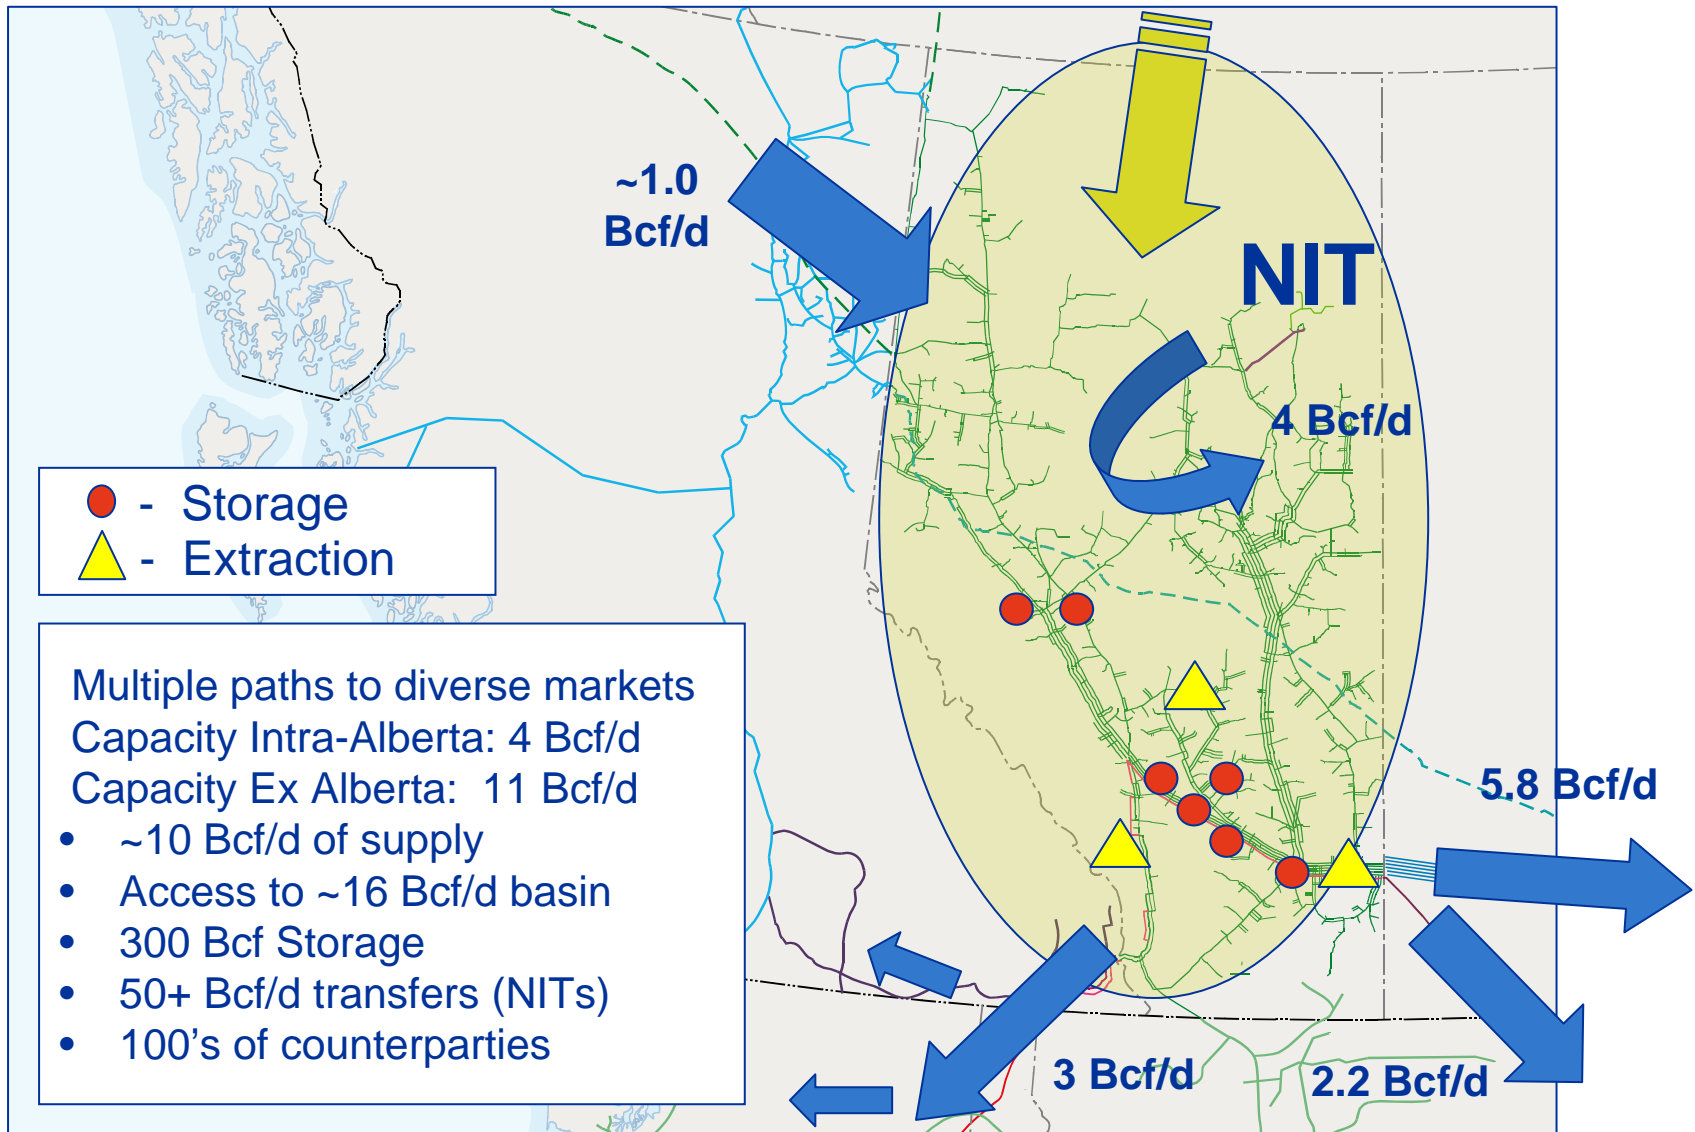 ~1.0
Bcf/d
NIT
4 Bcf/d
- Storage
- Extraction
Multiple paths to diverse markets
Capacity Intra-Alberta: 4 Bcf/d
Capacity Ex Alberta: 11 Bcf/d
• ~10 Bcf/d of supply
• Access to ~16 Bcf/d basin
• 300 Bcf Storage
• 50+ Bcf/d transfers (NITs)
• 100's of counterparties
5.8 Bcf/d
3 Bcf/d
2.2 Bcf/d